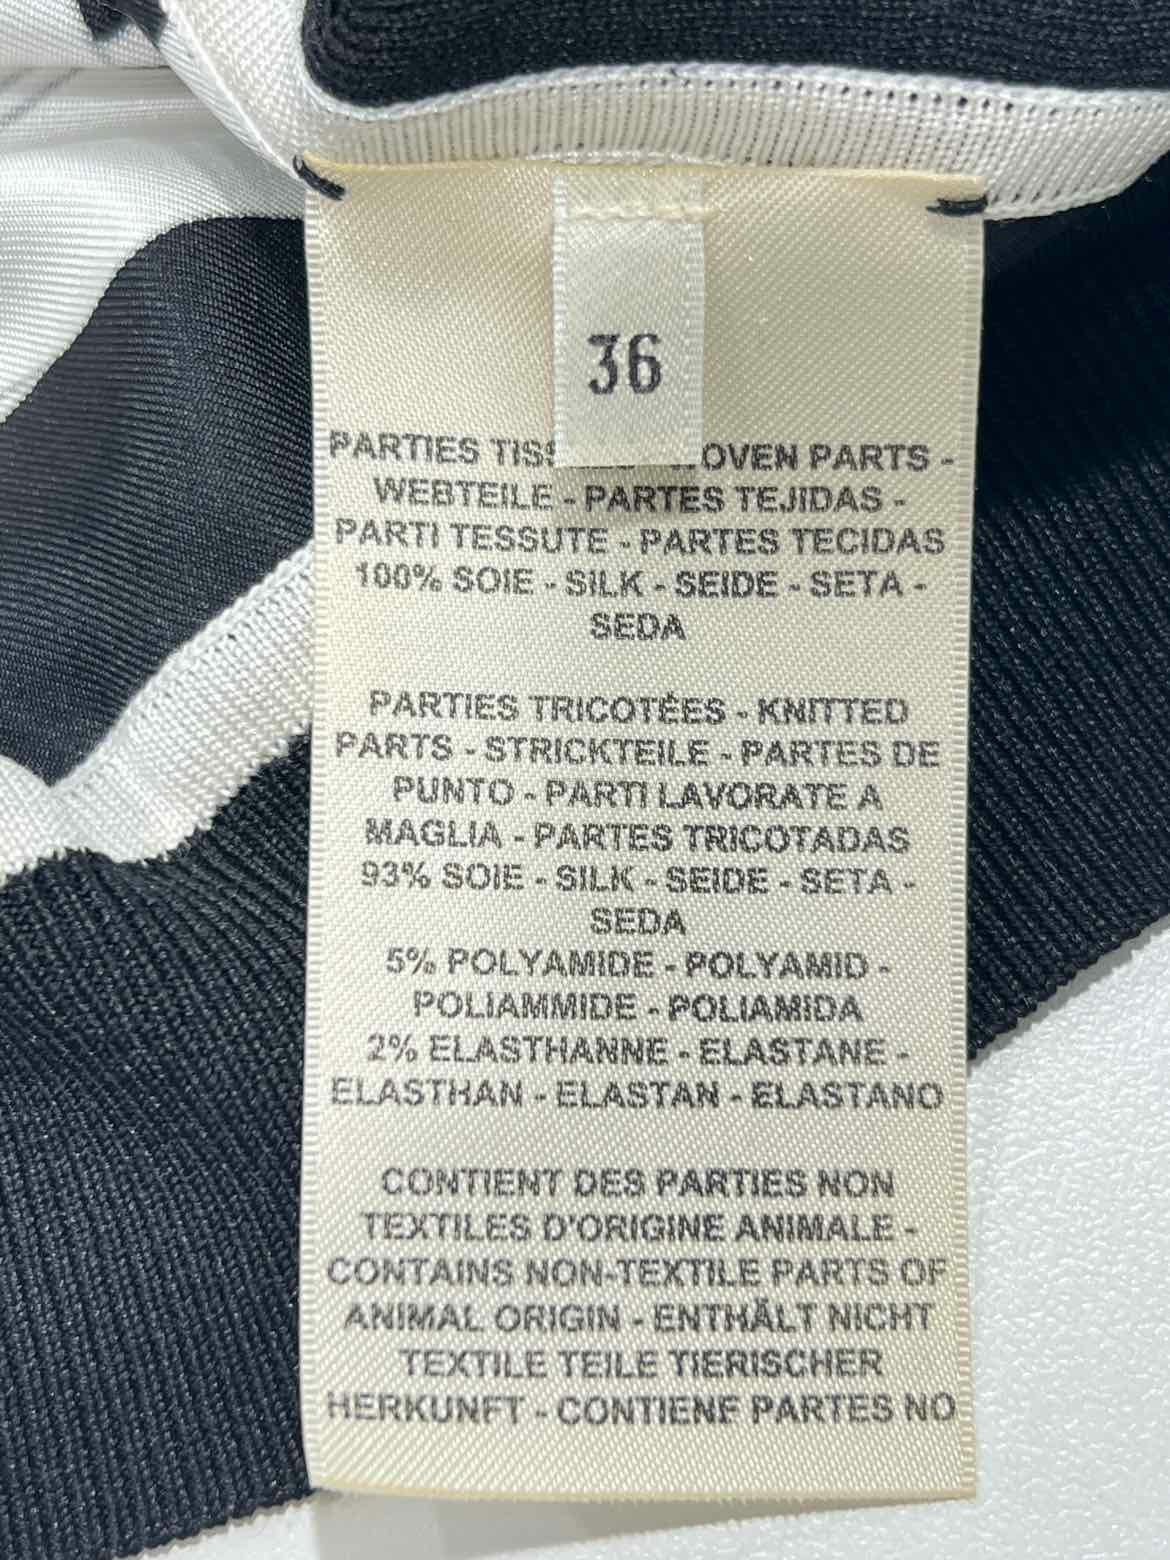 36
PARTIES PARTS -
WEBTEILE - PARTES TEJIDAS -
PARTI TESSUTE - PARTES TECIDAS
100% SOIE - SILK - SEIDE - SETA -
SEDA
PARTIES TRICOTÉES - KNITTED
PARTS - STRICKTEILE - PARTES DE
PUNTO - PARTI LAVORATE A
MAGLIA - PARTES TRICOTADAS
93% SOIE - SILK - SEIDE - SETA -
SEDA
5% POLYAMIDE - POLYAMID -
POLIAMMIDE - POLIAMIDA
2% ELASTHANNE - ELASTANE -
ELASTHAN - ELASTAN - ELASTANO
CONTIENT DES PARTIES NON
TEXTILES D'ORIGINE ANIMALE -
CONTAINS NON-TEXTILE PARTS OF
ANIMAL ORIGIN - ENTHÄLT NICHT
TEXTILE TEILE TIERISCHER
HERKUNFT - CONTIENE PARTES NO